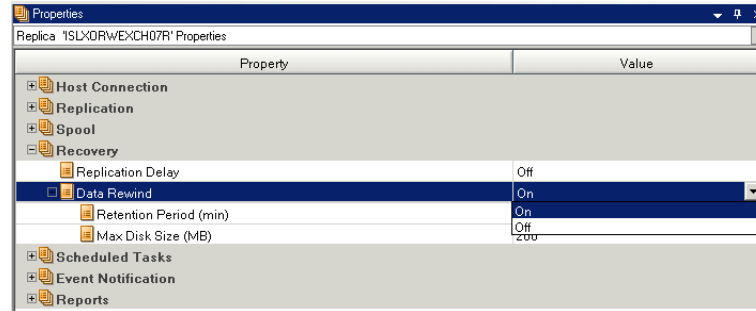 Properties
Replica 'ISLXORWEXCH07R' Properties
Property Value
Host Connection
Replication
Spool
Recovery
Replication Delay Off
Data Rewind On
Retention Period (min) On
Off
Max Disk Size (MB) 200
Scheduled Tasks
Event Notification
Reports